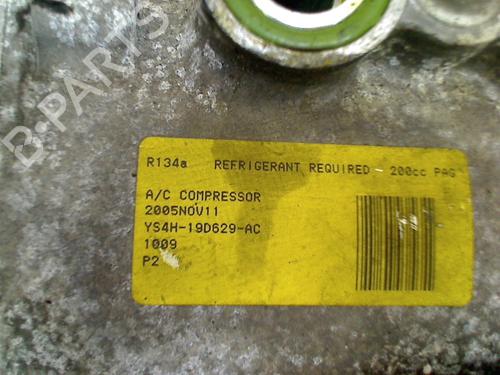 B-PARTS
R134a REFRIGERANT REQUIRED - 200cc PAG
A/C COMPRESSOR
2005NOV11
YS4H-19D629-AC
1009
P2